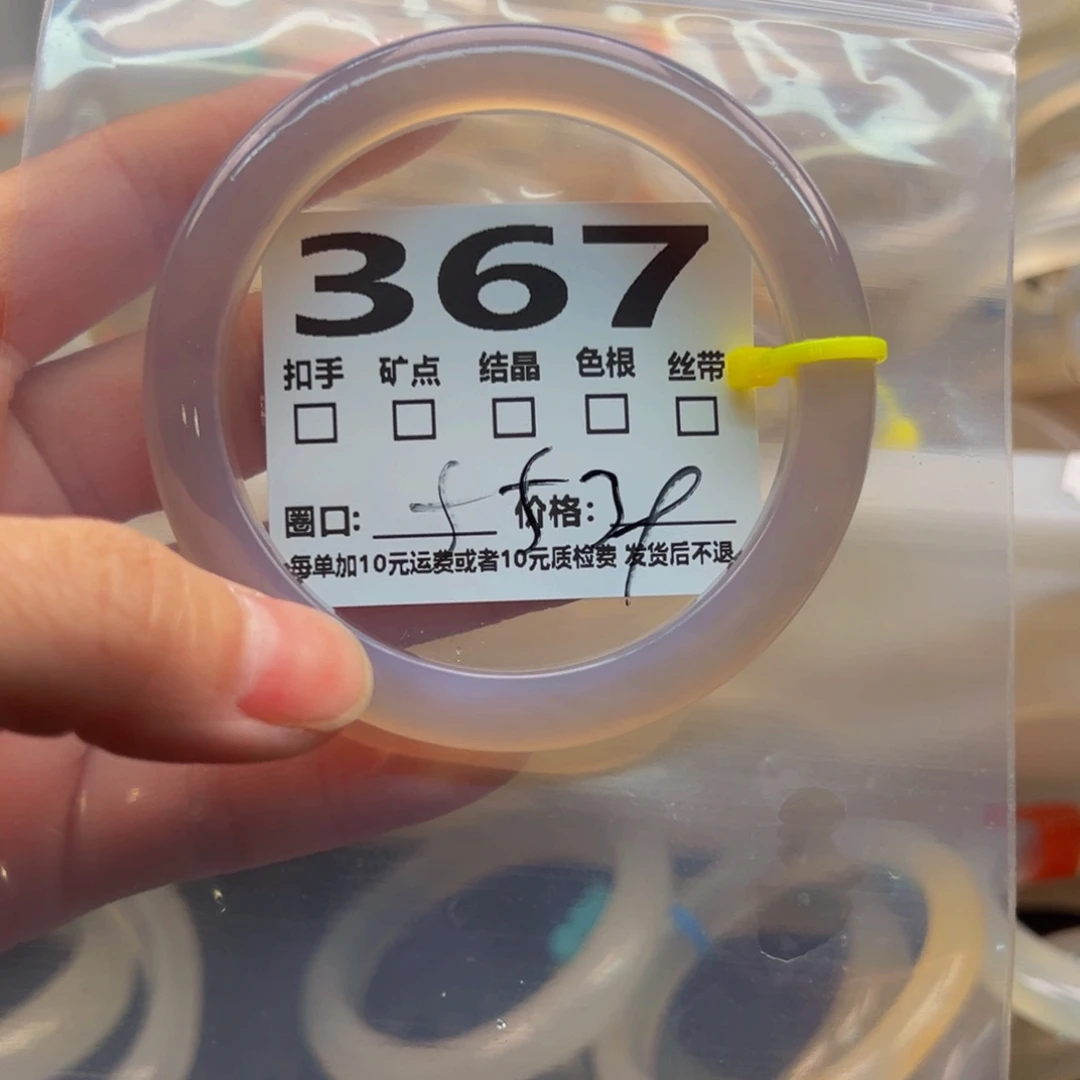 367
扣手 矿点 结晶 色根 丝带
□ □ □ □ □
圈口: 价格:
每单加10元运费或者10元质检费 发货后不退